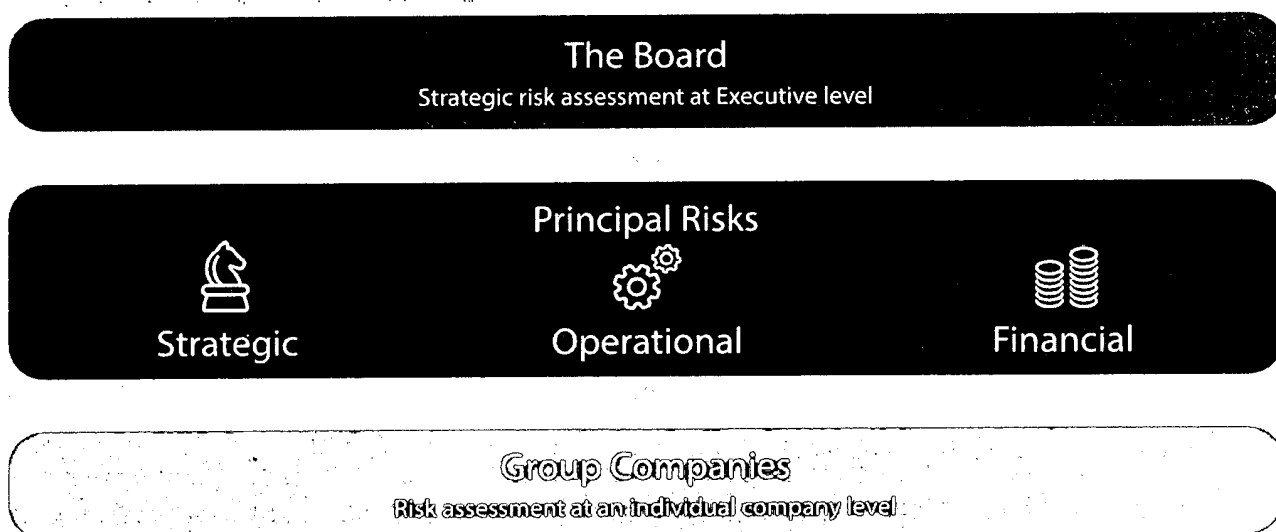 The Board
Strategic risk assessment at Executive level
Principal Risks
Strategic
Operational
Financial
Group Companies
Risk assessment at an individual company level